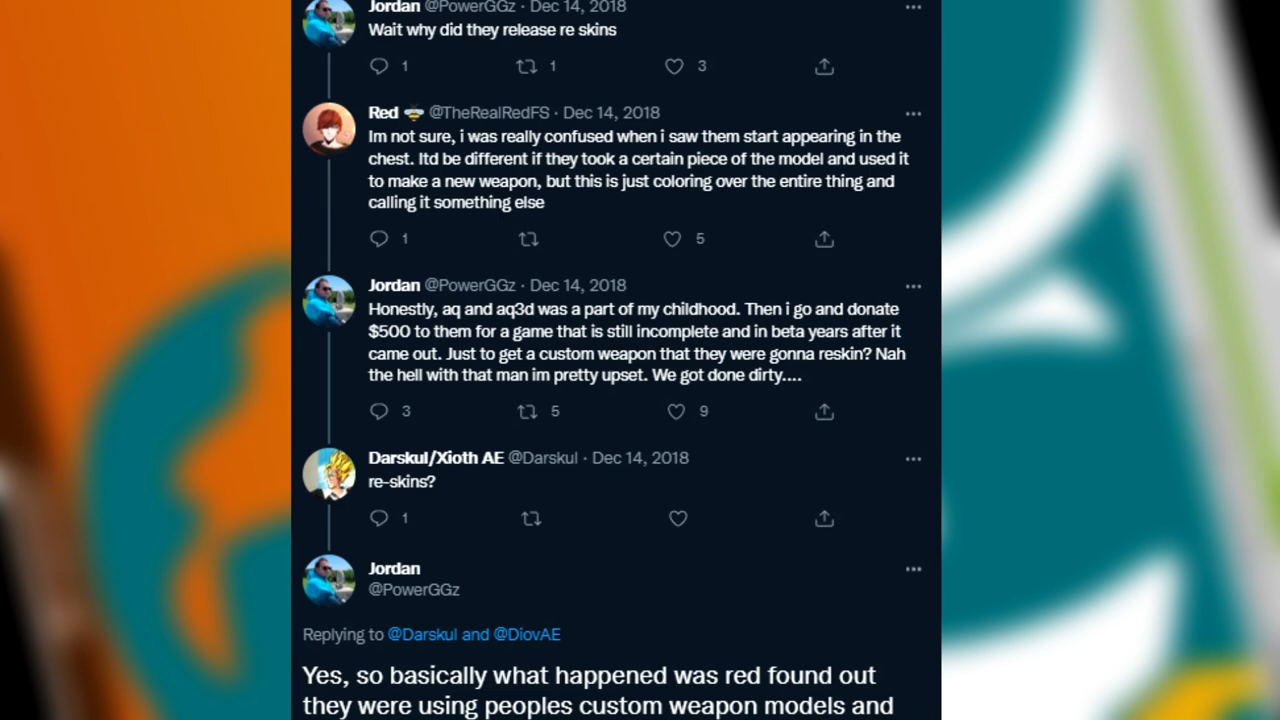 Jordan @PowerGGz · Dec 14, 2018
Wait why did they release re skins
1 1 3
Red @TheRealRedFS · Dec 14, 2018
Im not sure, i was really confused when i saw them start appearing in the
chest. Itd be different if they took a certain piece of the model and used it
to make a new weapon, but this is just coloring over the entire thing and
calling it something else
1 5
Jordan @PowerGGz · Dec 14, 2018
Honestly, aq and aq3d was a part of my childhood. Then i go and donate
$500 to them for a game that is still incomplete and in beta years after it
came out. Just to get a custom weapon that they were gonna reskin? Nah
the hell with that man im pretty upset. We got done dirty....
3 5 9
Darskul/Xioth AE @Darskul · Dec 14, 2018
re-skins?
1
Jordan
@PowerGGz
Replying to @Darskul and @DiovAE
Yes, so basically what happened was red found out
they were using peoples custom weapon models and